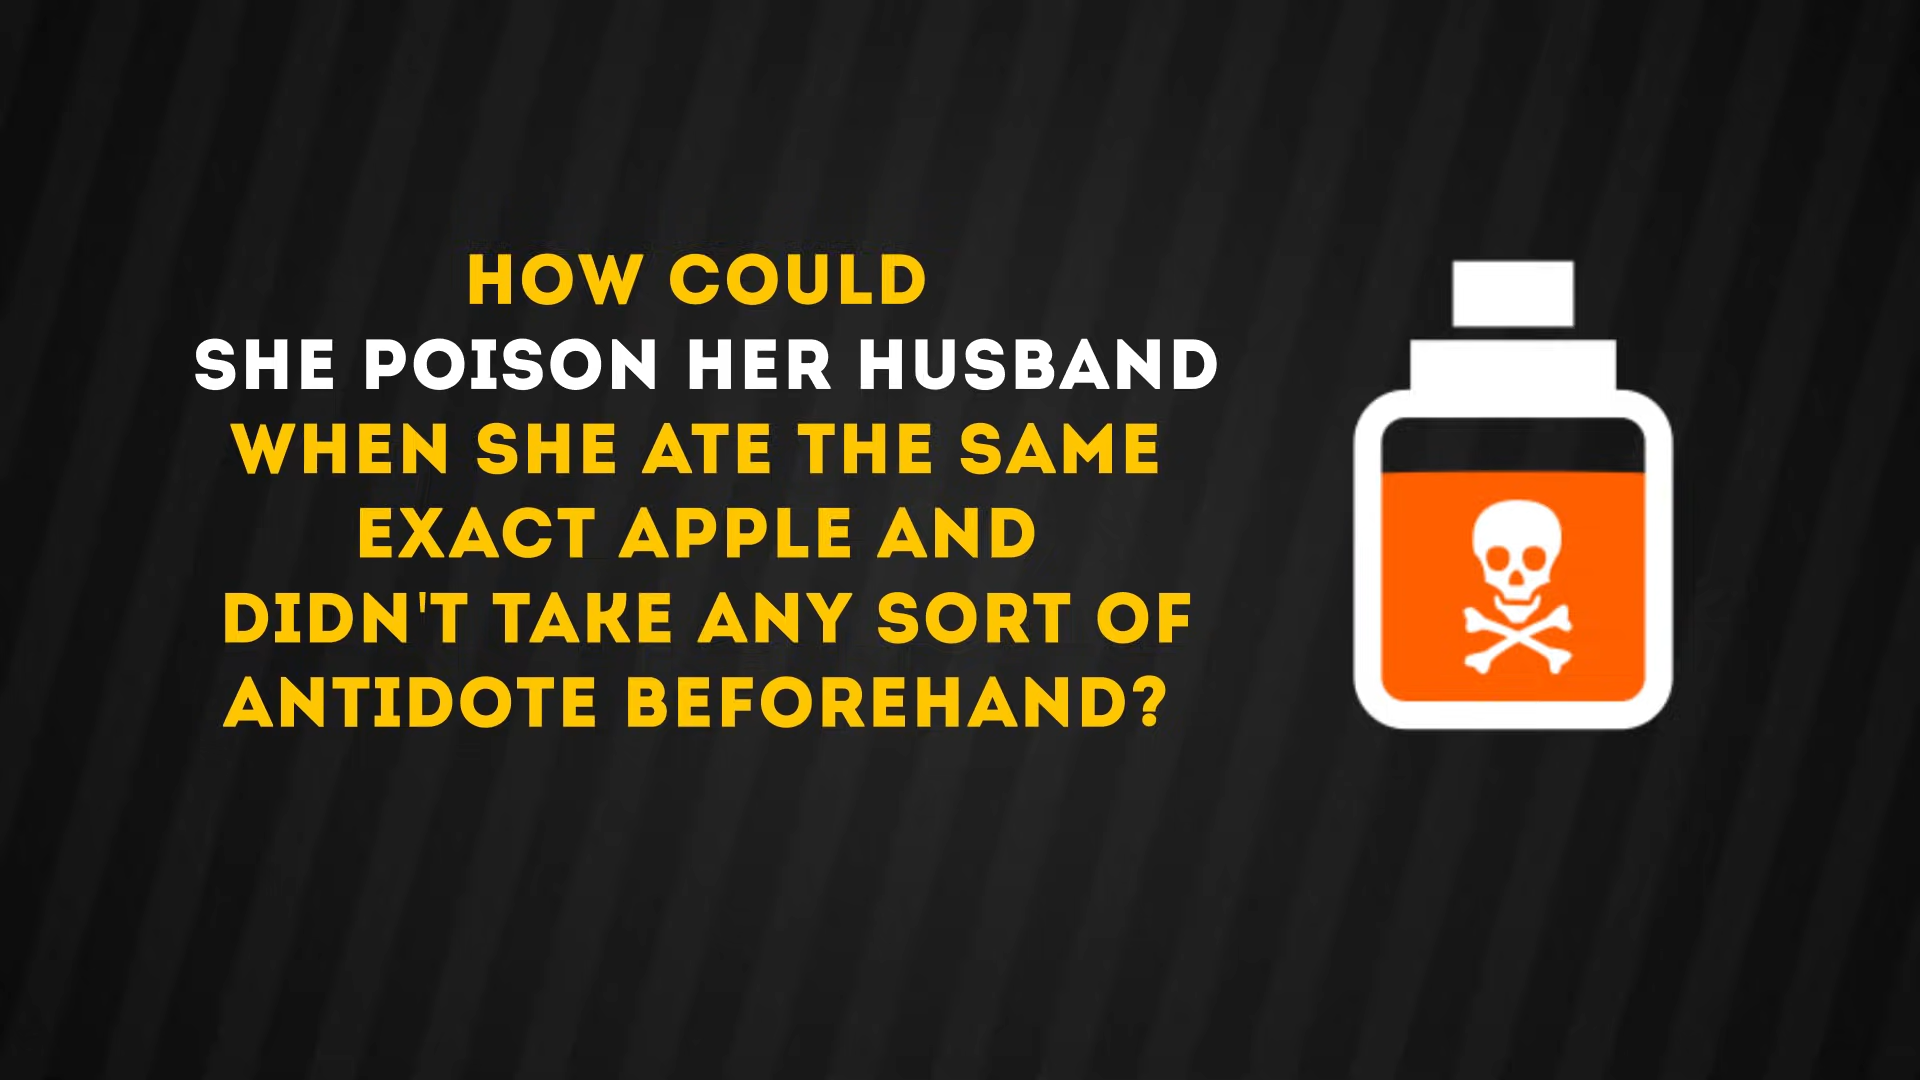 HOW COULD
SHE POISON HER HUSBAND
WHEN SHE ATE THE SAME
EXACT APPLE AND
DIDN'T TAKE ANY SORT OF
ANTIDOTE BEFOREHAND?